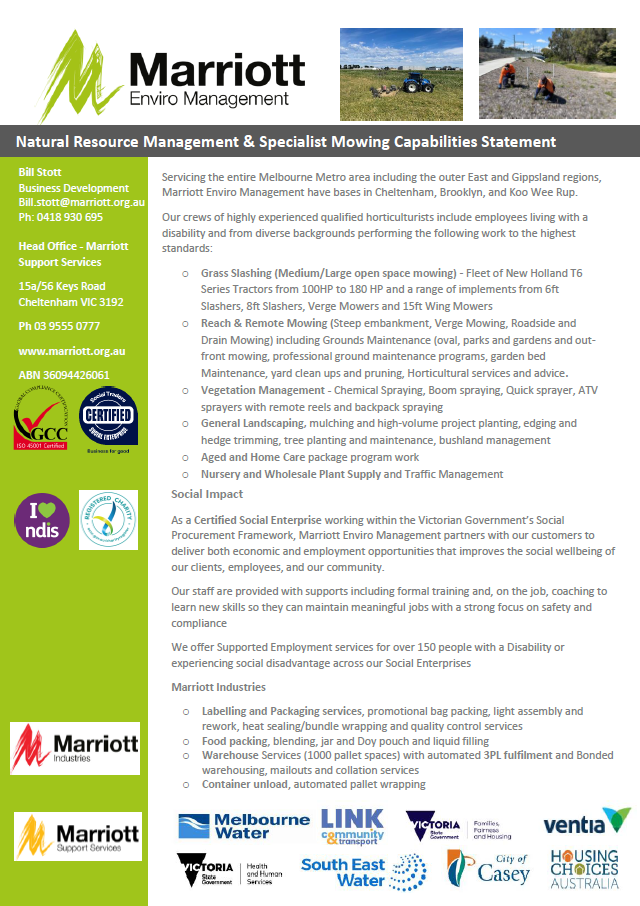 Marriott
Enviro Management
Natural Resource Management & Specialist Mowing Capabilities Statement
Bill Stott
Business Development
Bill.stott@marriott.org.au
Ph: 0418 930 695
Head Office - Marriott
Support Services
15a/56 Keys Road
Cheltenham VIC 3192
Ph 03 9555 0777
www.marriott.org.au
ABN 36094426061
GCC
ISO 45001 Certified
Social Traders
CERTIFIED
SOCIAL ENTERPRISE
Business for good
I
ndis
REGISTERED CHARITY
Marriott
Industries
Marriott
Support Services
Servicing the entire Melbourne Metro area including the outer East and Gippsland regions,
Marriott Enviro Management have bases in Cheltenham, Brooklyn, and Koo Wee Rup.
Our crews of highly experienced qualified horticulturists include employees living with a
disability and from diverse backgrounds performing the following work to the highest
standards:
o Grass Slashing (Medium/Large open space mowing) - Fleet of New Holland T6
Series Tractors from 100HP to 180 HP and a range of implements from 6ft
Slashers, 8ft Slashers, Verge Mowers and 15ft Wing Mowers
o Reach & Remote Mowing (Steep embankment, Verge Mowing, Roadside and
Drain Mowing) including Grounds Maintenance (oval, parks and gardens and out-
front mowing, professional ground maintenance programs, garden bed
Maintenance, yard clean ups and pruning, Horticultural services and advice.
o Vegetation Management - Chemical Spraying, Boom spraying, Quick sprayer, ATV
sprayers with remote reels and backpack spraying
o General Landscaping, mulching and high-volume project planting, edging and
hedge trimming, tree planting and maintenance, bushland management
o Aged and Home Care package program work
o Nursery and Wholesale Plant Supply and Traffic Management
Social Impact
As a Certified Social Enterprise working within the Victorian Government's Social
Procurement Framework, Marriott Enviro Management partners with our customers to
deliver both economic and employment opportunities that improves the social wellbeing of
our clients, employees, and our community.
Our staff are provided with supports including formal training and, on the job, coaching to
learn new skills so they can maintain meaningful jobs with a strong focus on safety and
compliance
We offer Supported Employment services for over 150 people with a Disability or
experiencing social disadvantage across our Social Enterprises
Marriott Industries
o Labelling and Packaging services, promotional bag packing, light assembly and
rework, heat sealing/bundle wrapping and quality control services
o Food packing, blending, jar and Doy pouch and liquid filling
o Warehouse Services (1000 pallet spaces) with automated 3PL fulfilment and Bonded
warehousing, mailouts and collation services
o Container unload, automated pallet wrapping
Melbourne
Water
LINK
community
&transport
VICTORIA
State
Government
Families,
Fairness
and Housing
ventia
VICTORIA
State
Government
Health
and Human
Services
South East
Water
City of
Casey
HOUSING
CHOICES
AUSTRALIA